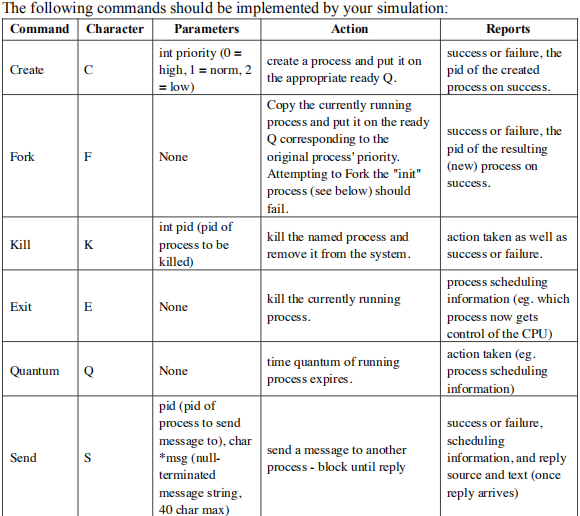 The following commands should be implemented by your simulation:
Command Character Parameters Action Reports
Create C int priority (0 = high, 1 = norm, 2 = low) create a process and put it on the appropriate ready Q. success or failure, the pid of the created process on success.
Fork F None Copy the currently running process and put it on the ready Q corresponding to the original process' priority. Attempting to Fork the "init" process (see below) should fail. success or failure, the pid of the resulting (new) process on success.
Kill K int pid (pid of process to be killed) kill the named process and remove it from the system. action taken as well as success or failure.
Exit E None kill the currently running process. process scheduling information (eg. which process now gets control of the CPU)
Quantum Q None time quantum of running process expires. action taken (eg. process scheduling information)
Send S pid (pid of process to send message to), char *msg (null-terminated message string, 40 char max) send a message to another process - block until reply success or failure, scheduling information, and reply source and text (once reply arrives)